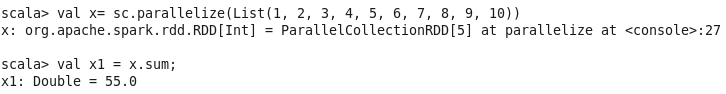 scala> val x= sc.parallelize(List(1, 2, 3, 4, 5, 6, 7, 8, 9, 10))
x: org.apache.spark.rdd.RDD[Int] = ParallelCollectionRDD[5] at parallelize at <console>:27
scala> val x1 = x.sum;
x1: Double = 55.0